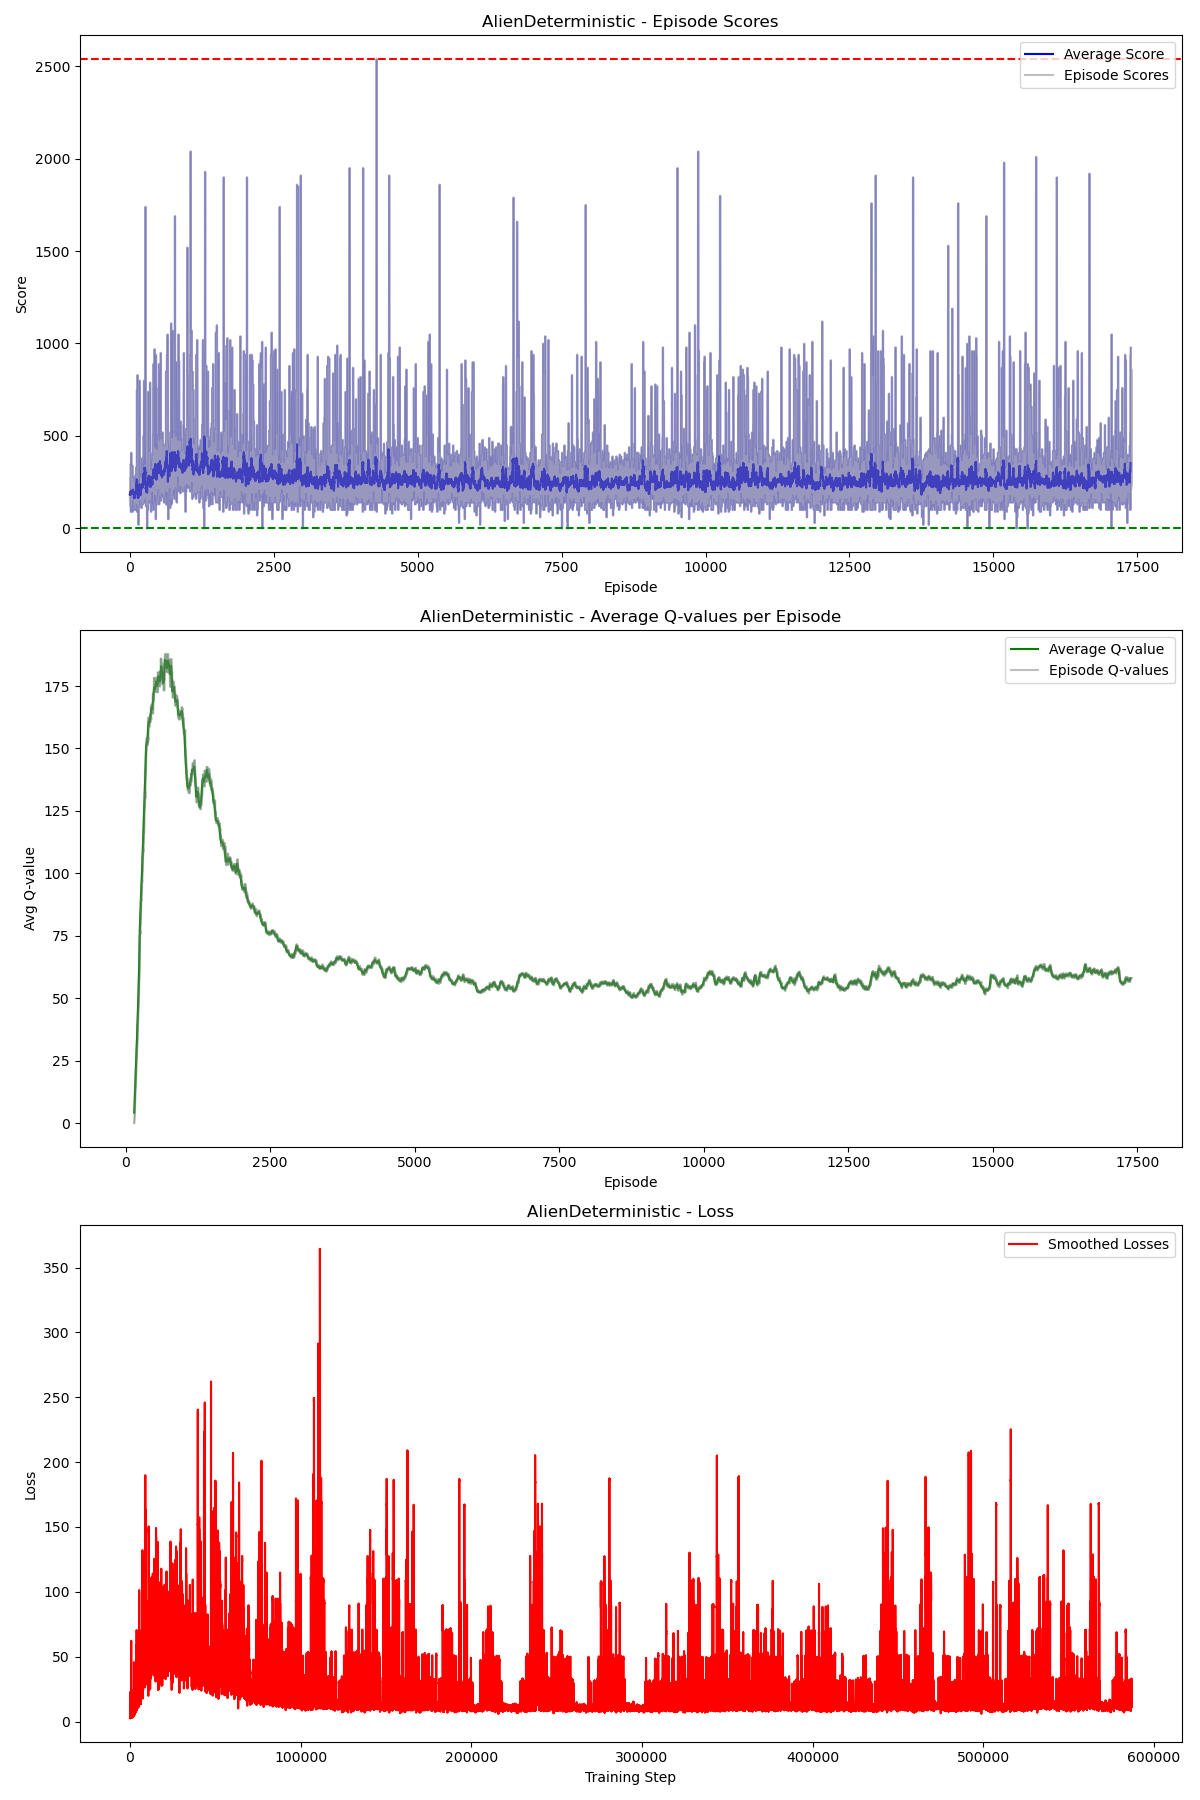 AlienDeterministic - Episode Scores
Average Score
Episode Scores
2500
2000
1500
1000
500
0
Score
0 2500 5000 7500 10000 12500 15000 17500
Episode
AlienDeterministic - Average Q-values per Episode
Average Q-value
Episode Q-values
175
150
125
100
75
50
25
0
Avg Q-value
0 2500 5000 7500 10000 12500 15000 17500
Episode
AlienDeterministic - Loss
Smoothed Losses
350
300
250
200
150
100
50
0
Loss
0 100000 200000 300000 400000 500000 600000
Training Step